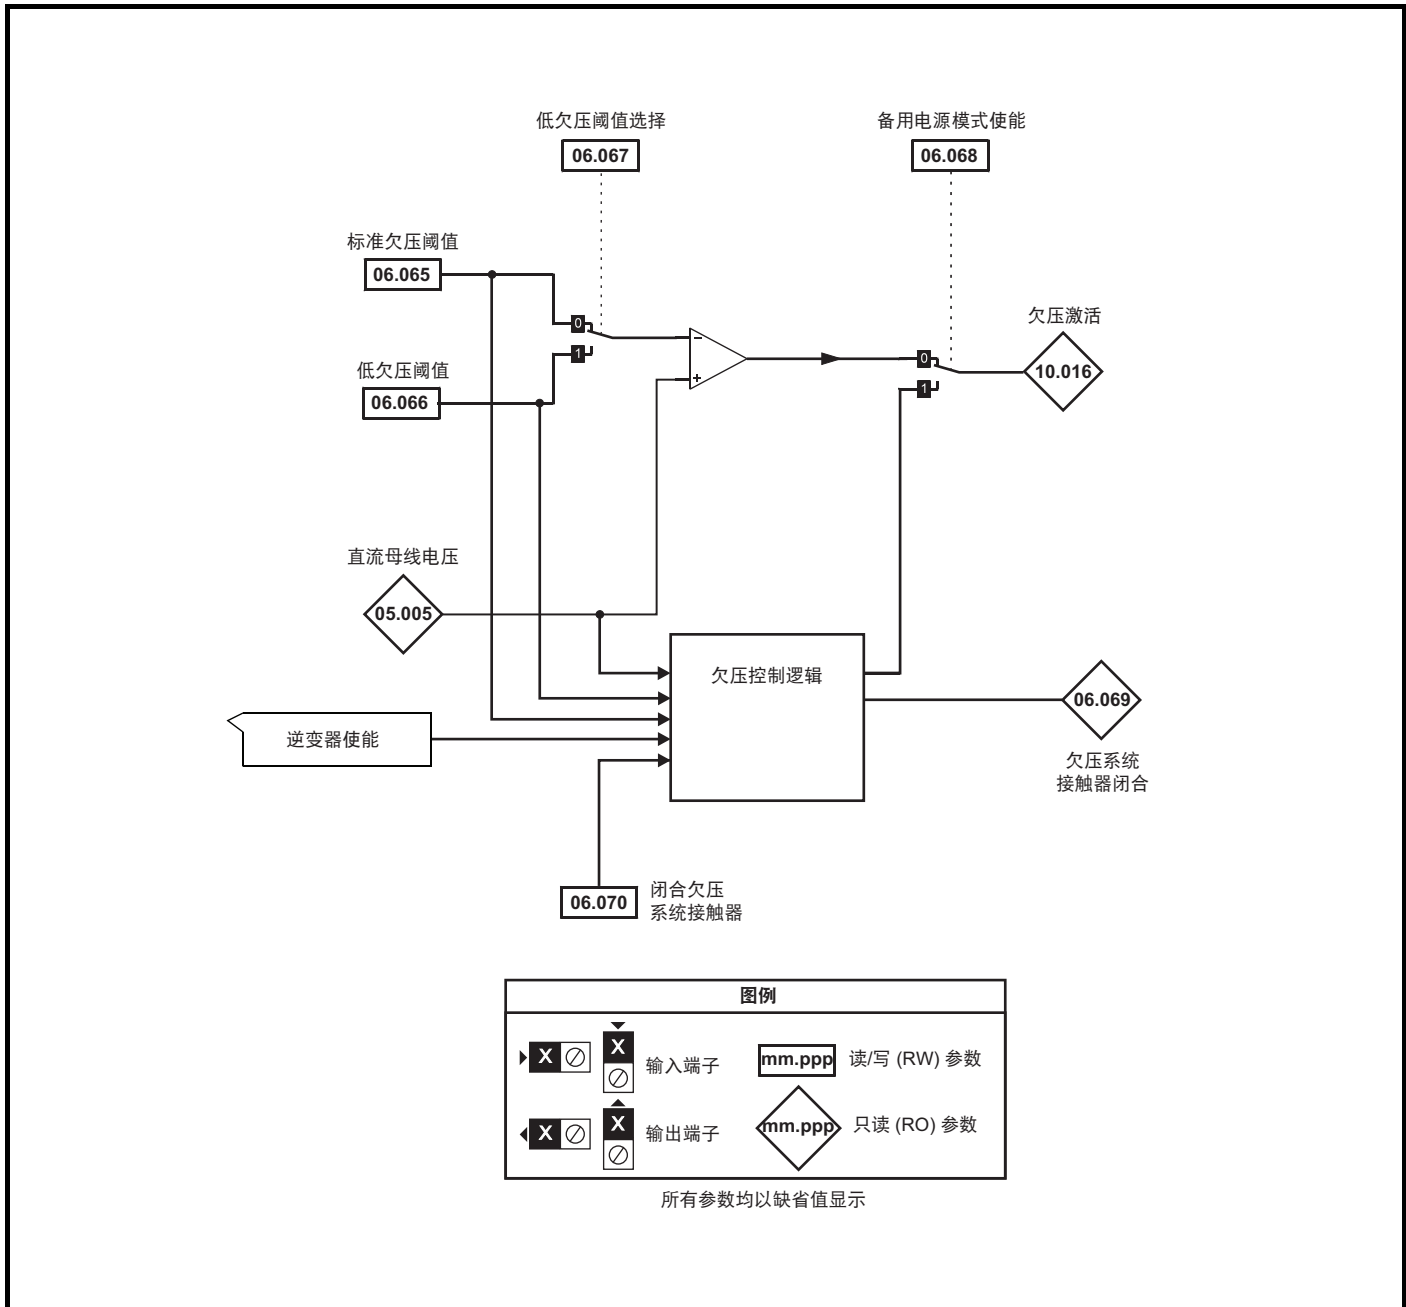 低欠压阈值选择
06.067
备用电源模式使能
06.068
标准欠压阈值
06.065
0
1
低欠压阈值
06.066
−
+
0
1
欠压激活
10.016
直流母线电压
05.005
欠压控制逻辑
逆变器使能
06.069
欠压系统
接触器闭合
06.070
闭合欠压
系统接触器
图例
X
X
输入端子
mm.ppp
读/写 (RW) 参数
X
X
输出端子
mm.ppp
只读 (RO) 参数
所有参数均以缺省值显示